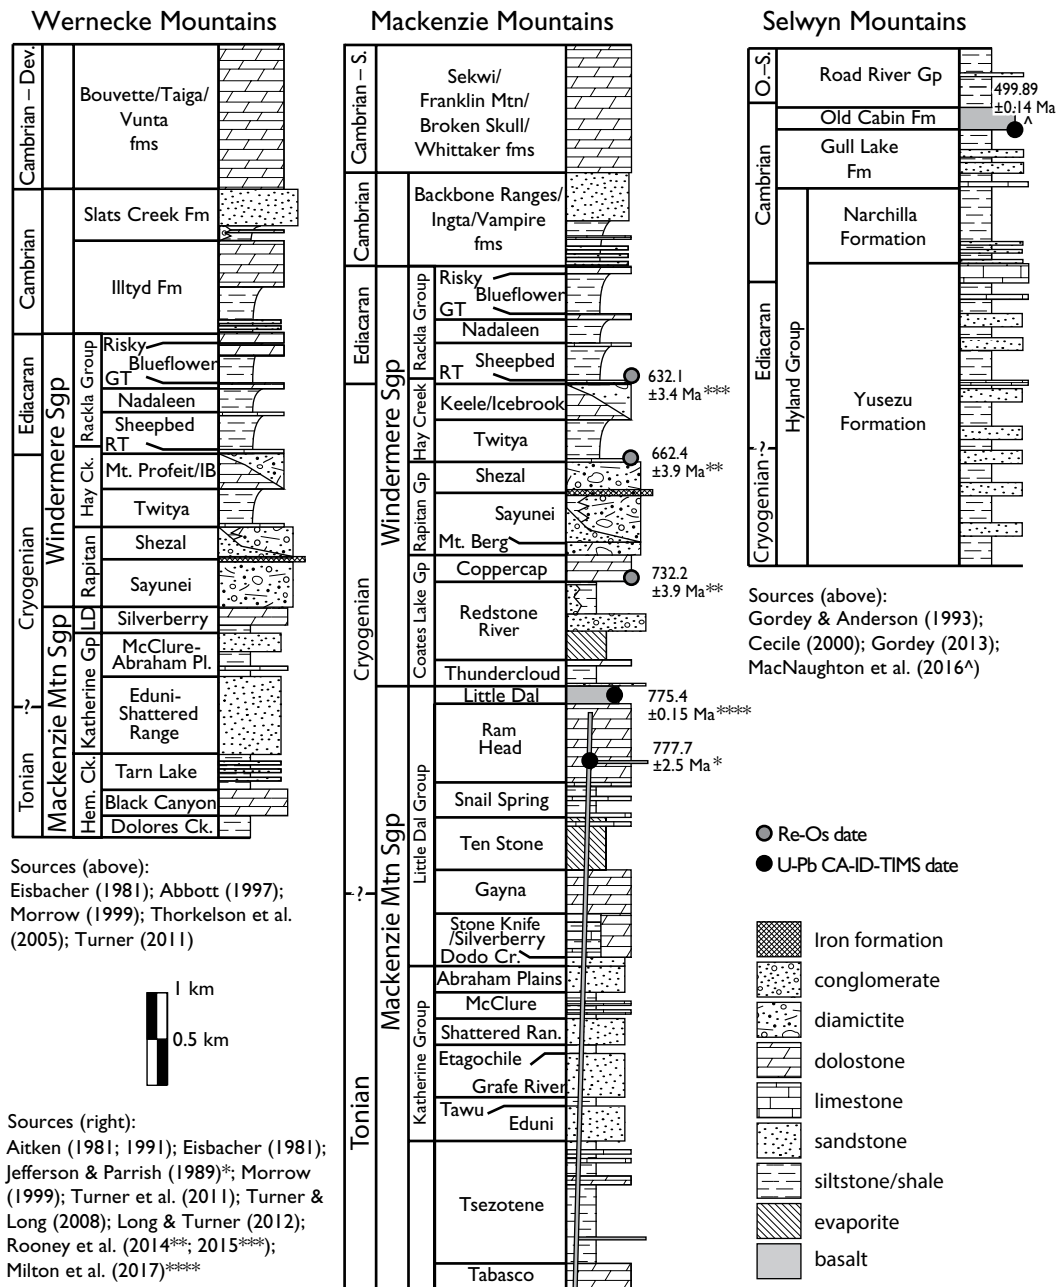 Wernecke Mountains
Cambrian – Dev.
Bouvette/Taiga/
Vunta
fms
Cambrian
Slats Creek Fm
Illtyd Fm
Ediacaran
Windermere Sgp
Rackla Group
Risky
Blueflower
GT
Nadaleen
Sheepbed
RT
Cryogenian
Hay Ck.
Mt. Profeit/IB
Twitya
Rapitan
Shezal
Sayunei
Mackenzie Mtn Sgp
LD
Silverberry
Katherine Gp
McClure-
Abraham Pl.
-?-
Eduni-
Shattered
Range
Tonian
Hem. Ck.
Tarn Lake
Black Canyon
Dolores Ck.
Sources (above):
Eisbacher (1981); Abbott (1997);
Morrow (1999); Thorkelson et al.
(2005); Turner (2011)
1 km
0.5 km
Sources (right):
Aitken (1981; 1991); Eisbacher (1981);
Jefferson & Parrish (1989)*; Morrow
(1999); Turner et al. (2011); Turner &
Long (2008); Long & Turner (2012);
Rooney et al. (2014**; 2015***);
Milton et al. (2017)****
Mackenzie Mountains
Cambrian – S.
Sekwi/
Franklin Mtn/
Broken Skull/
Whittaker fms
Cambrian
Backbone Ranges/
Ingta/Vampire
fms
Ediacaran
Windermere Sgp
Rackla Group
Risky
Blueflower
GT
Nadaleen
Sheepbed
RT
632.1
±3.4 Ma***
Cryogenian
Hay Creek
Keele/Icebrook
Twitya
662.4
±3.9 Ma**
Rapitan Gp
Shezal
Sayunei
Mt. Berg
Coates Lake Gp
Coppercap
732.2
±3.9 Ma**
Redstone
River
Thundercloud
Mackenzie Mtn Sgp
Little Dal Group
Little Dal
775.4
±0.15 Ma****
Ram
Head
777.7
±2.5 Ma*
Snail Spring
Ten Stone
-?-
Gayna
Stone Knife
/Silverberry
Dodo Cr.
Tonian
Katherine Group
Abraham Plains
McClure
Shattered Ran.
Etagochile
Grafe River
Tawu
Eduni
Tsezotene
Tabasco
Selwyn Mountains
O.–S.
Road River Gp
499.89
±0.14 Ma
^
Cambrian
Old Cabin Fm
Gull Lake
Fm
Hyland Group
Narchilla
Formation
Ediacaran
Yusezu
Formation
-?-
Cryogenian
Sources (above):
Gordey & Anderson (1993);
Cecile (2000); Gordey (2013);
MacNaughton et al. (2016^)
Re-Os date
U-Pb CA-ID-TIMS date
Iron formation
conglomerate
diamictite
dolostone
limestone
sandstone
siltstone/shale
evaporite
basalt